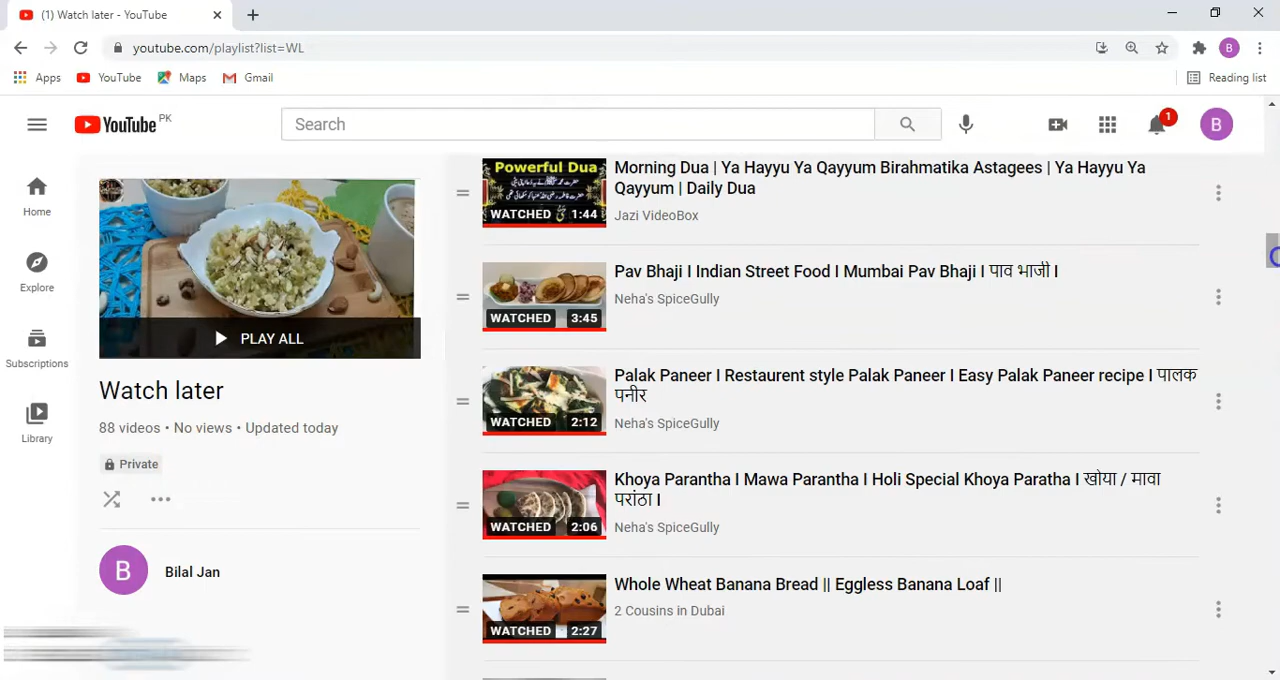 (1) Watch later - YouTube
youtube.com/playlist?list=WL
B
Apps
YouTube
Maps
Gmail
Reading list
YouTube PK
Search
1
B
Home
Explore
Subscriptions
Library
PLAY ALL
Watch later
88 videos • No views • Updated today
Private
B
Bilal Jan
Powerful Dua
WATCHED 1:44
Morning Dua | Ya Hayyu Ya Qayyum Birahmatika Astagees | Ya Hayyu Ya
Qayyum | Daily Dua
Jazi VideoBox
WATCHED 3:45
Pav Bhaji I Indian Street Food I Mumbai Pav Bhaji I पाव भाजी I
Neha's SpiceGully
WATCHED 2:12
Palak Paneer I Restaurent style Palak Paneer I Easy Palak Paneer recipe I पालक
पनीर
Neha's SpiceGully
WATCHED 2:06
Khoya Parantha I Mawa Parantha I Holi Special Khoya Paratha I खोया / मावा
परांठा I
Neha's SpiceGully
WATCHED 2:27
Whole Wheat Banana Bread || Eggless Banana Loaf ||
2 Cousins in Dubai